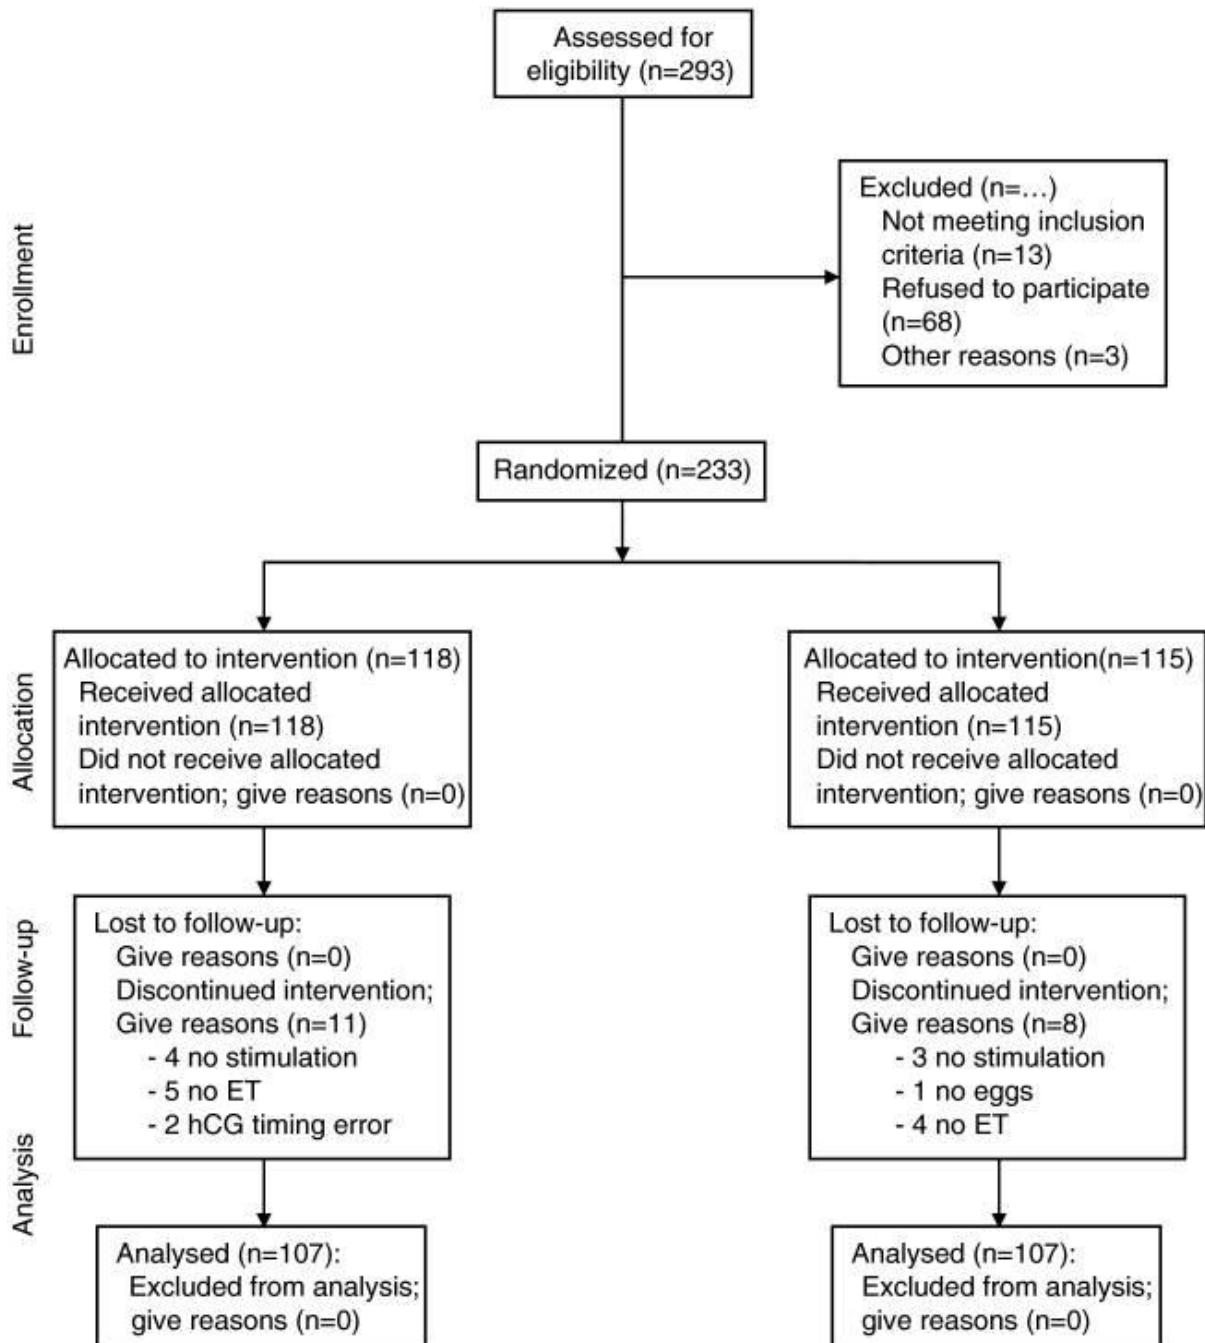 Assessed for
eligibility (n=293)
Enrollment
Excluded (n=…)
Not meeting inclusion
criteria (n=13)
Refused to participate
(n=68)
Other reasons (n=3)
Randomized (n=233)
Allocation
Allocated to intervention (n=118)
Received allocated
intervention (n=118)
Did not receive allocated
intervention; give reasons (n=0)
Allocated to intervention(n=115)
Received allocated
intervention (n=115)
Did not receive allocated
intervention; give reasons (n=0)
Follow-up
Lost to follow-up:
Give reasons (n=0)
Discontinued intervention;
Give reasons (n=11)
- 4 no stimulation
- 5 no ET
- 2 hCG timing error
Lost to follow-up:
Give reasons (n=0)
Discontinued intervention;
Give reasons (n=8)
- 3 no stimulation
- 1 no eggs
- 4 no ET
Analysis
Analysed (n=107):
Excluded from analysis;
give reasons (n=0)
Analysed (n=107):
Excluded from analysis;
give reasons (n=0)